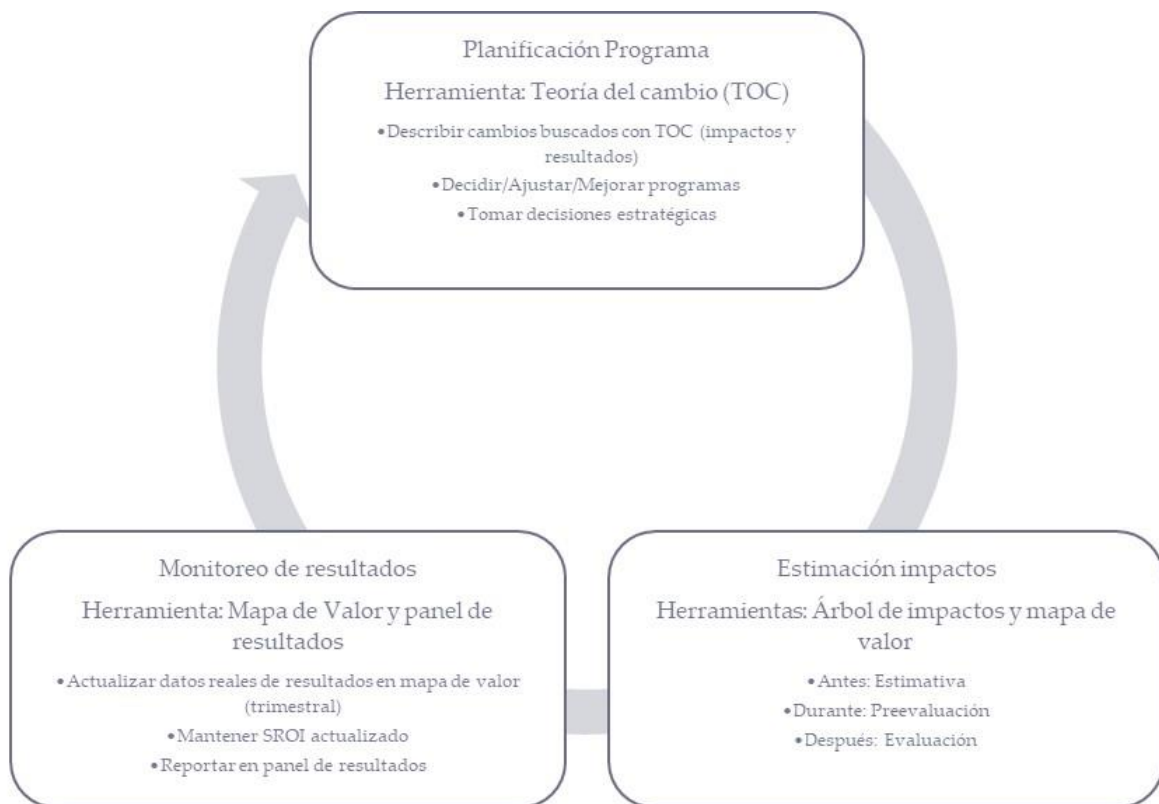 Planificación Programa
Herramienta: Teoría del cambio (TOC)
•Describir cambios buscados con TOC (impactos y
resultados)
•Decidir/Ajustar/Mejorar programas
•Tomar decisiones estratégicas
Monitoreo de resultados
Herramienta: Mapa de Valor y panel de
resultados
•Actualizar datos reales de resultados en mapa de valor
(trimestral)
•Mantener SROI actualizado
•Reportar en panel de resultados
Estimación impactos
Herramientas: Árbol de impactos y mapa de
valor
•Antes: Estimativa
•Durante: Preevaluación
•Después: Evaluación